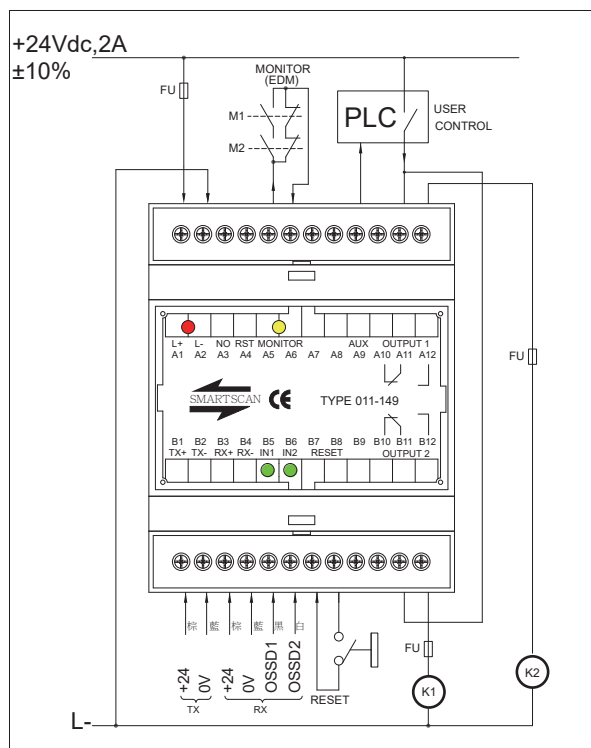 +24Vdc,2A
±10%
FU
MONITOR
(EDM)
M1
M2
PLC
USER
CONTROL
L+ L- NO RST MONITOR AUX OUTPUT 1
A1 A2 A3 A4 A5 A6 A7 A8 A9 A10 A11 A12
FU
SMARTSCAN CE TYPE 011-149
B1 B2 B3 B4 B5 B6 B7 B8 B9 B10 B11 B12
TX+ TX- RX+ RX- IN1 IN2 RESET OUTPUT 2
棕 藍 棕 藍 黑 白
+24 0V +24 0V OSSD1 OSSD2
TX RX RESET
FU
K1
K2
L-